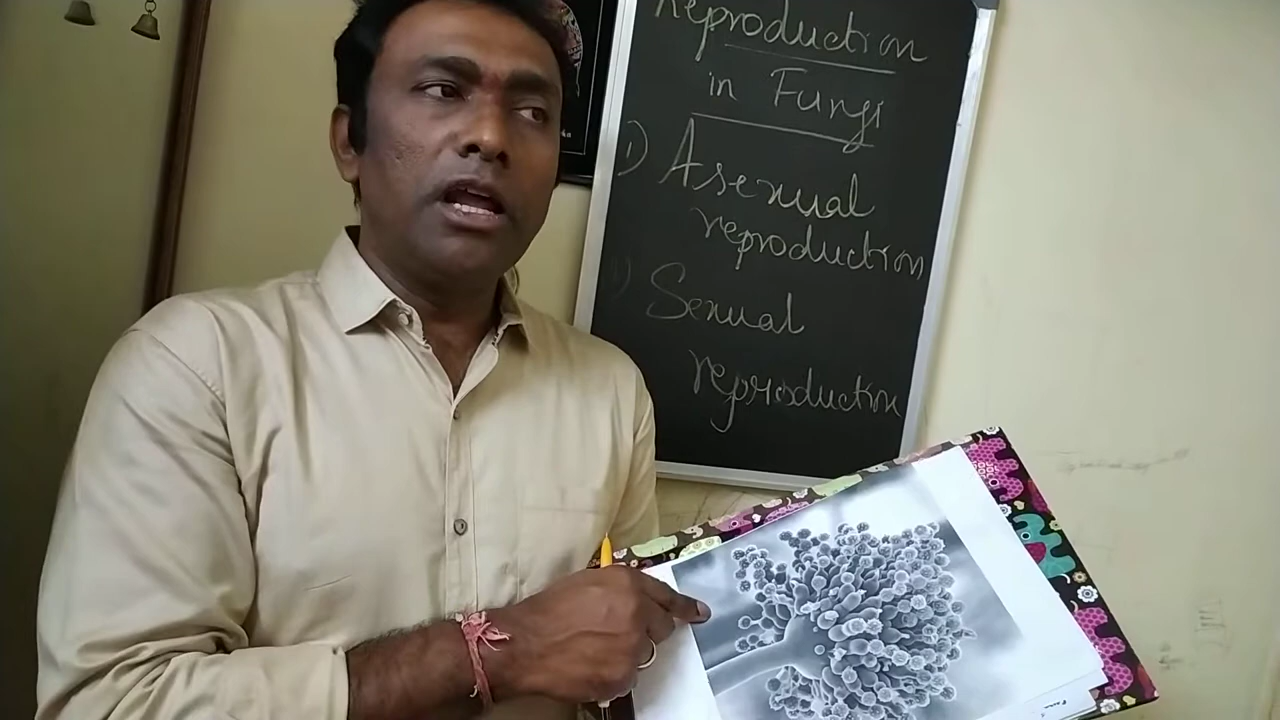 Reproduction
in Fungi
1) Asexual
reproduction
Sexual
reproduction